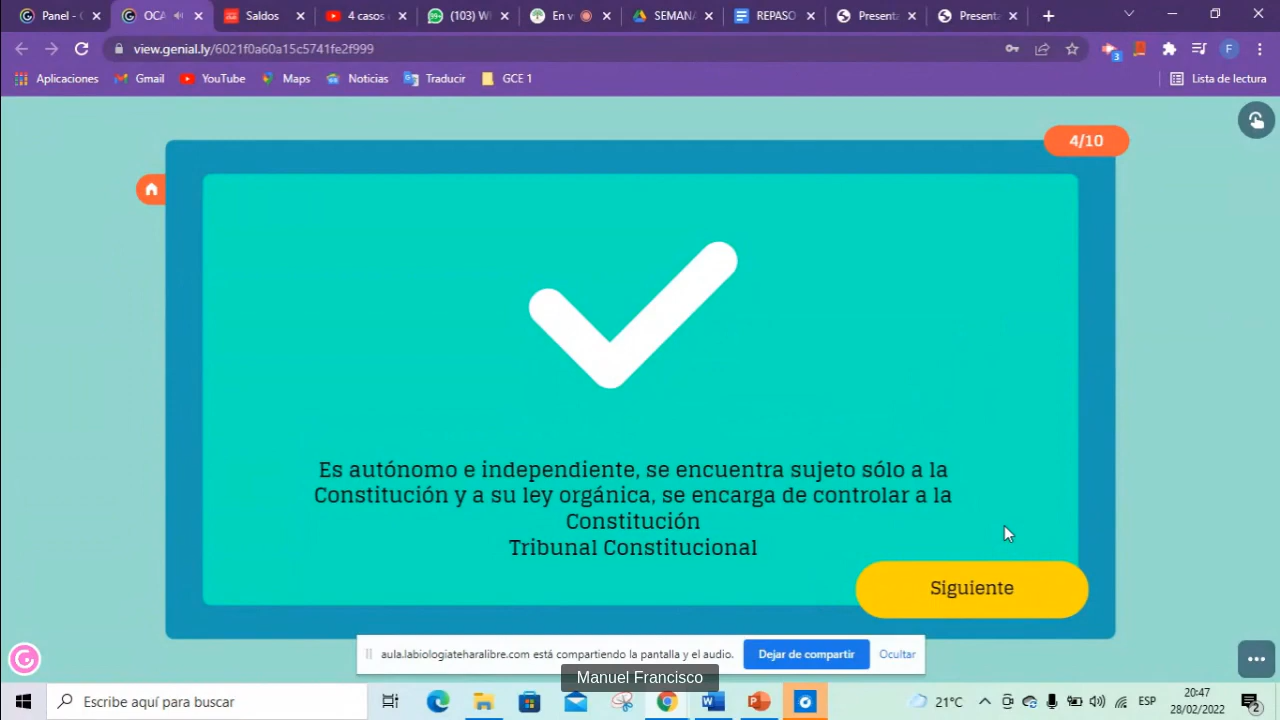 Panel - G
OCA
Saldos
4 casos
(103) W
En v
SEMANA
REPASO
Presenta
Presenta
view.genial.ly/6021f0a60a15c5741fe2f999
3
F
Aplicaciones
Gmail
YouTube
Maps
Noticias
Traducir
GCE 1
Lista de lectura
4/10
Es autónomo e independiente, se encuentra sujeto sólo a la
Constitución y a su ley orgánica, se encarga de controlar a la
Constitución
Tribunal Constitucional
Siguiente
aula.labiologiateharalibre.com está compartiendo la pantalla y el audio.
Dejar de compartir
Ocultar
Manuel Francisco
Escribe aquí para buscar
21°C
ESP
20:47
28/02/2022
2